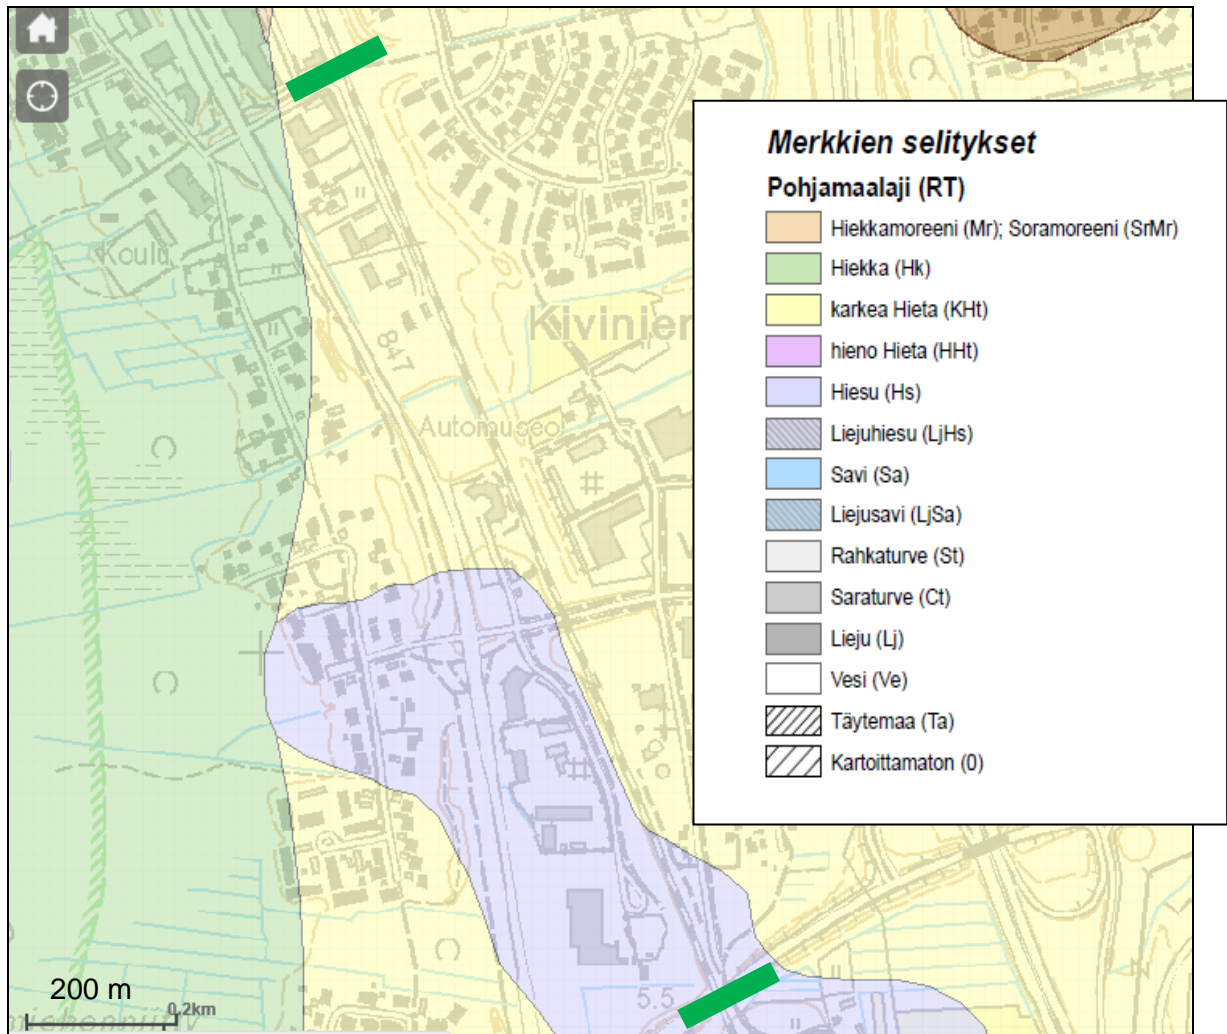 Merkkien selitykset
Pohjamaalaji (RT)
Hiekkamoreeni (Mr); Soramoreeni (SrMr)
Hiekka (Hk)
karkea Hieta (KHt)
hieno Hieta (HHt)
Hiesu (Hs)
Liejuhiesu (LjHs)
Savi (Sa)
Liejusavi (LjSa)
Rahkaturve (St)
Saraturve (Ct)
Lieju (Lj)
Vesi (Ve)
Täytemaa (Ta)
Kartoittamaton (0)
Koulu
Kivinier
847
Automuseo
5.5
200 m
0.2km